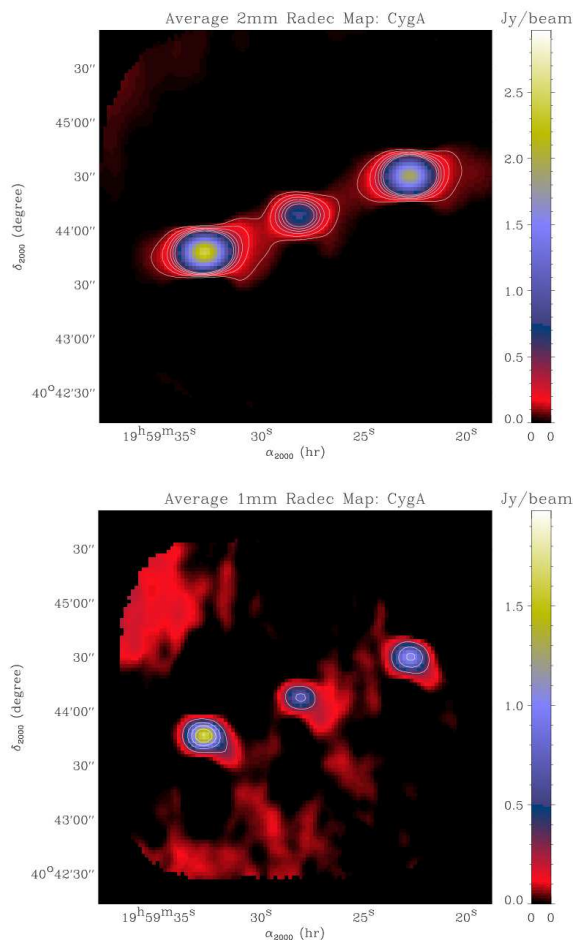 Average 2mm Radec Map: CygA
Jy/beam
30''
45'00''
30''
44'00''
30''
43'00''
40°42'30''
δ2000 (degree)
19h59m35s
30s
25s
20s
α2000 (hr)
2.5
2.0
1.5
1.0
0.5
0.0
0 0
Average 1mm Radec Map: CygA
Jy/beam
30''
45'00''
30''
44'00''
30''
43'00''
40°42'30''
δ2000 (degree)
19h59m35s
30s
25s
20s
α2000 (hr)
1.5
1.0
0.5
0.0
0 0